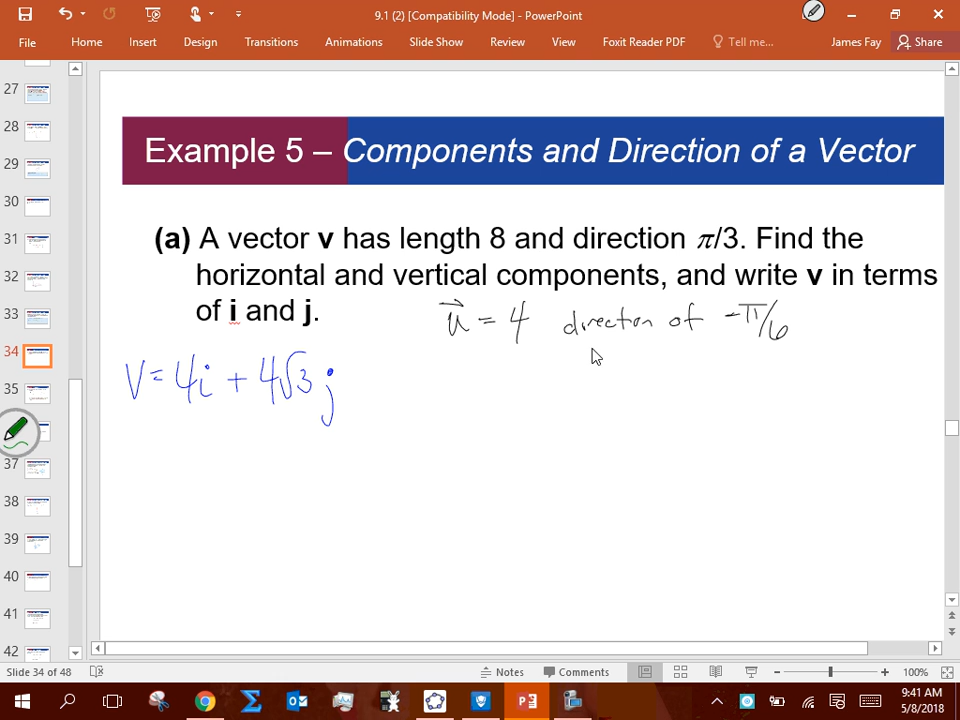 9.1 (2) [Compatibility Mode] - PowerPoint
File Home Insert Design Transitions Animations Slide Show Review View Foxit Reader PDF Tell me... James Fay Share
27
28
29
30
31
32
33
34
35
37
38
39
40
41
42
Example 5 – Components and Direction of a Vector
(a) A vector v has length 8 and direction π/3. Find the
horizontal and vertical components, and write v in terms
of i and j.
u⃗ = 4 direction of -π/6
V = 4i + 4√3 j
Slide 34 of 48 Notes Comments 100%
9:41 AM
5/8/2018